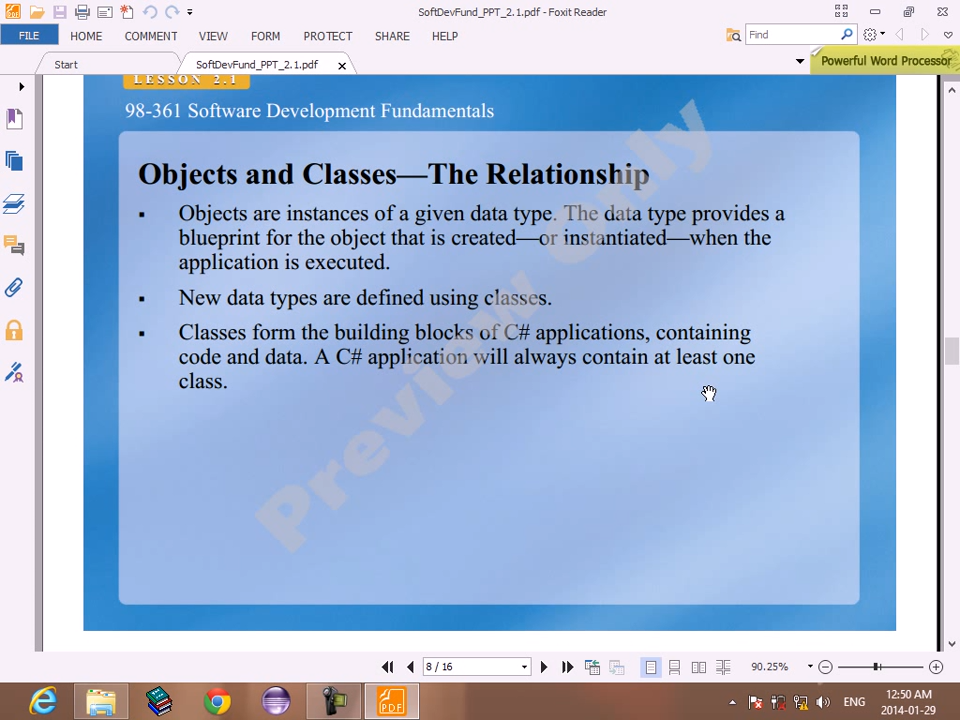 SoftDevFund_PPT_2.1.pdf - Foxit Reader
FILE HOME COMMENT VIEW FORM PROTECT SHARE HELP Find
Start SoftDevFund_PPT_2.1.pdf Powerful Word Processor
LESSON 2.1
98-361 Software Development Fundamentals
Objects and Classes—The Relationship
▪ Objects are instances of a given data type. The data type provides a
blueprint for the object that is created—or instantiated—when the
application is executed.
▪ New data types are defined using classes.
▪ Classes form the building blocks of C# applications, containing
code and data. A C# application will always contain at least one
class.
Preview Only
8 / 16 90.25%
PDF ENG 12:50 AM
2014-01-29